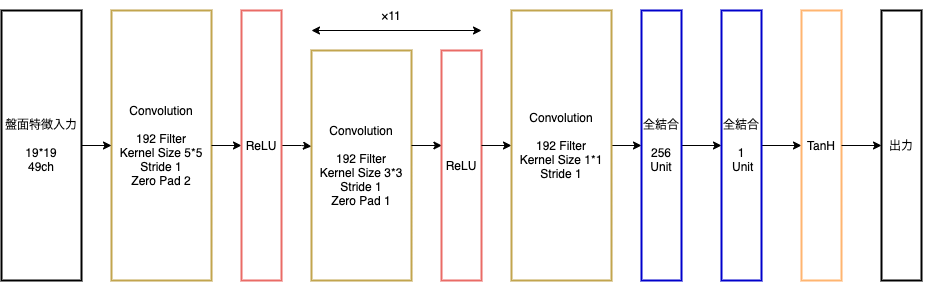 盤面特徴入力
19*19
49ch
Convolution
192 Filter
Kernel Size 5*5
Stride 1
Zero Pad 2
ReLU
×11
Convolution
192 Filter
Kernel Size 3*3
Stride 1
Zero Pad 1
ReLU
Convolution
192 Filter
Kernel Size 1*1
Stride 1
全結合
256
Unit
全結合
1
Unit
TanH
出力